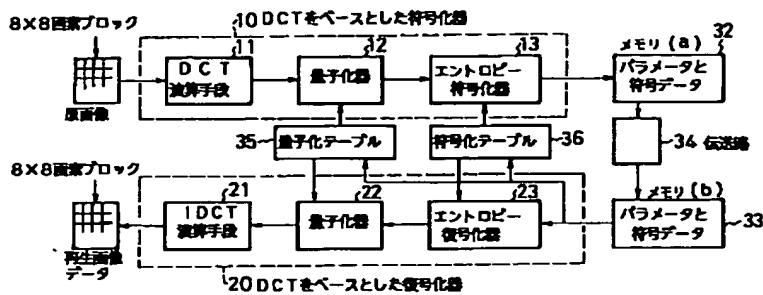 10 DCTをベースとした符号化器
8×8画素ブロック
原画像
11
DCT
演算手段
12
量子化器
13
エントロピー
符号化器
メモリ(a)
32
パラメータと
符号データ
35
量子化テーブル
符号化テーブル
36
34 伝送路
8×8画素ブロック
再生画像
データ
21
IDCT
演算手段
22
量子化器
23
エントロピー
復号化器
メモリ(b)
パラメータと
符号データ
33
20 DCTをベースとした復号化器